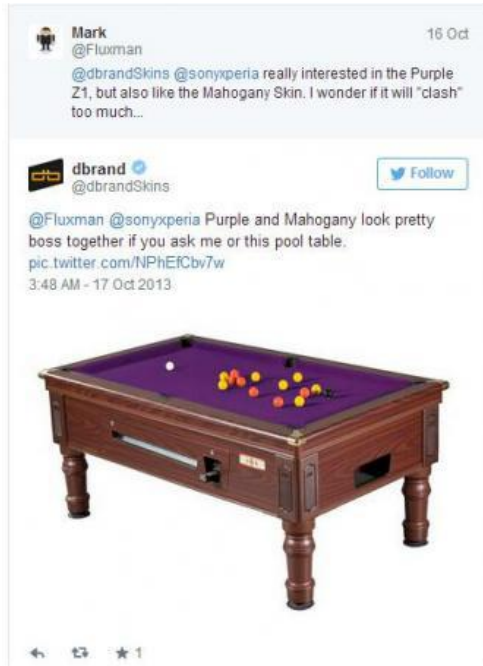 Mark
16 Oct
@Fluxman
@dbrandSkins @sonyxperia really interested in the Purple
Z1, but also like the Mahogany Skin. I wonder if it will "clash"
too much...
db
dbrand
Follow
@dbrandSkins
@Fluxman @sonyxperia Purple and Mahogany look pretty
boss together if you ask me or this pool table.
pic.twitter.com/NPhEfCbv7w
3:48 AM - 17 Oct 2013
1